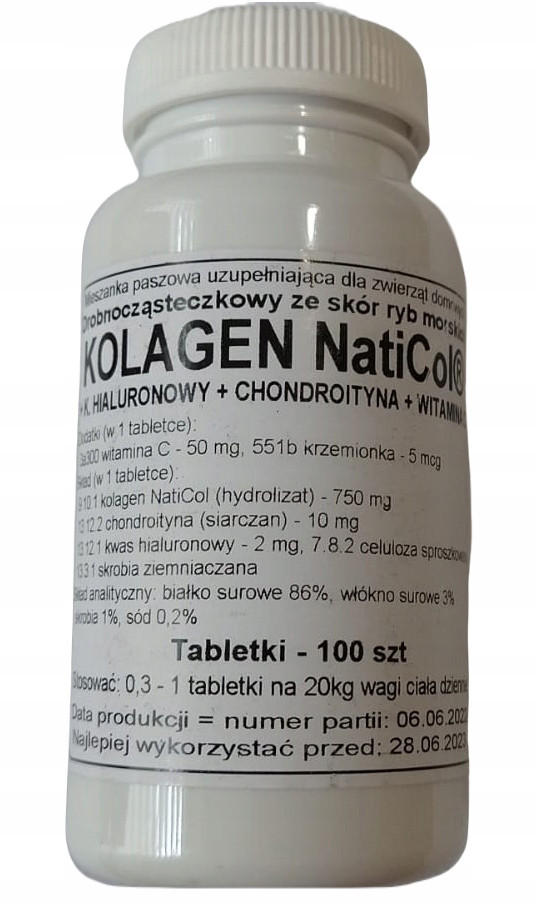 Mieszanka paszowa uzupełniająca dla zwierząt
Drobnocząsteczkowy ze skór ryb morskich
KOLAGEN NatiCol®
+ K. HIALURONOWY + CHONDROITYNA + WITAMINA
Dodatki (w 1 tabletce):
3a300 witamina C - 50 mg, 551b krzemionka - 5 mcg
Skład (w 1 tabletce):
9.10.1 kolagen NatiCol (hydrolizat) - 750 mg
13.12.2 chondroityna (siarczan) - 10 mg
13.12.1 kwas hialuronowy - 2 mg, 7.8.2 celuloza
13.3.1 skrobia ziemniaczana
Skład analityczny: białko surowe 86%, włókno surowe 3%
skrobia 1%, sód 0,2%
Tabletki - 100 szt
Stosować: 0,3 - 1 tabletki na 20kg wagi ciała dziennie
Data produkcji = numer partii: 06.06.2022
Najlepiej wykorzystać przed: 28.06.2023